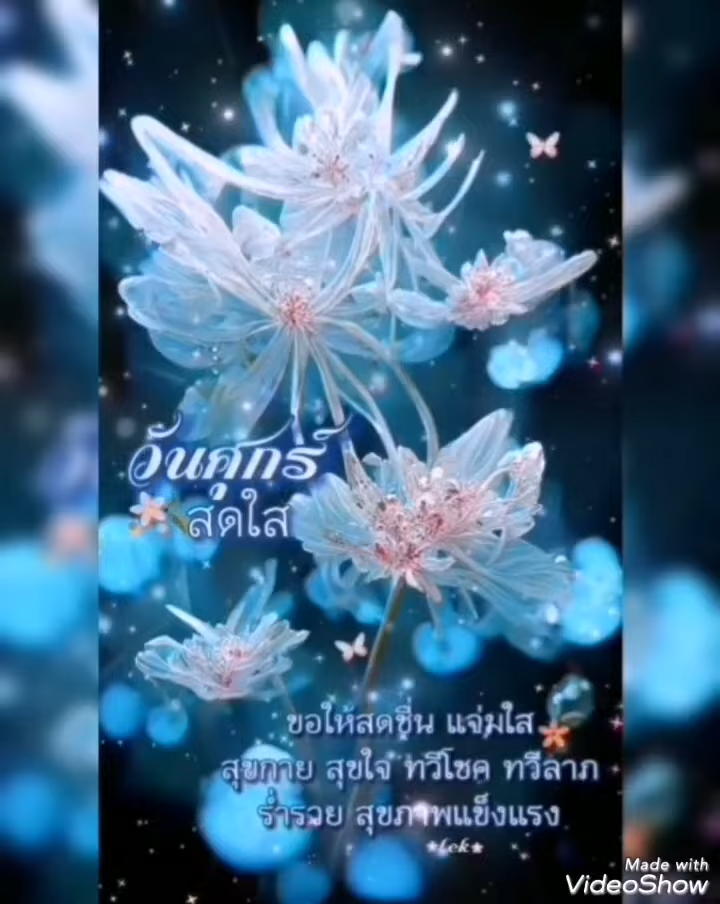 วันศุกร์
สดใส
ขอให้สดชื่น แจ่มใส
สุขกาย สุขใจ ทวีโชค ทวีลาภ
ร่ำรวย สุขภาพแข็งแรง
*Lek*
Made with
VideoShow